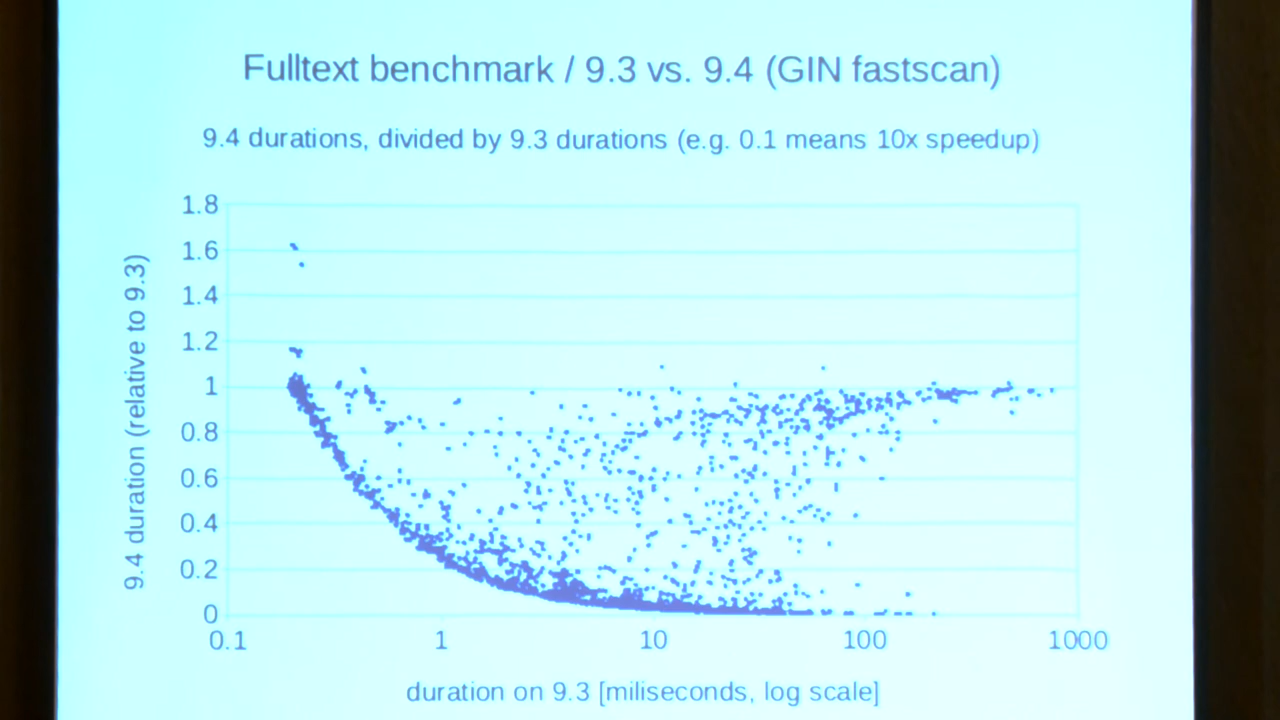 Fulltext benchmark / 9.3 vs. 9.4 (GIN fastscan)
9.4 durations, divided by 9.3 durations (e.g. 0.1 means 10x speedup)
9.4 duration (relative to 9.3)
1.8
1.6
1.4
1.2
1
0.8
0.6
0.4
0.2
0
0.1 1 10 100 1000
duration on 9.3 [miliseconds, log scale]